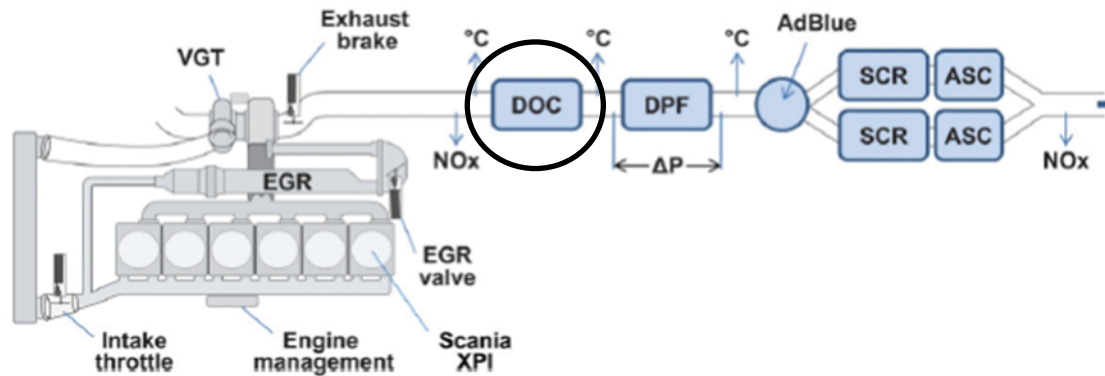 Exhaust
brake
VGT
°C
°C
°C
AdBlue
DOC
DPF
SCR
ASC
SCR
ASC
NOx
ΔP
NOx
EGR
EGR
valve
Intake
throttle
Engine
management
Scania
XPI